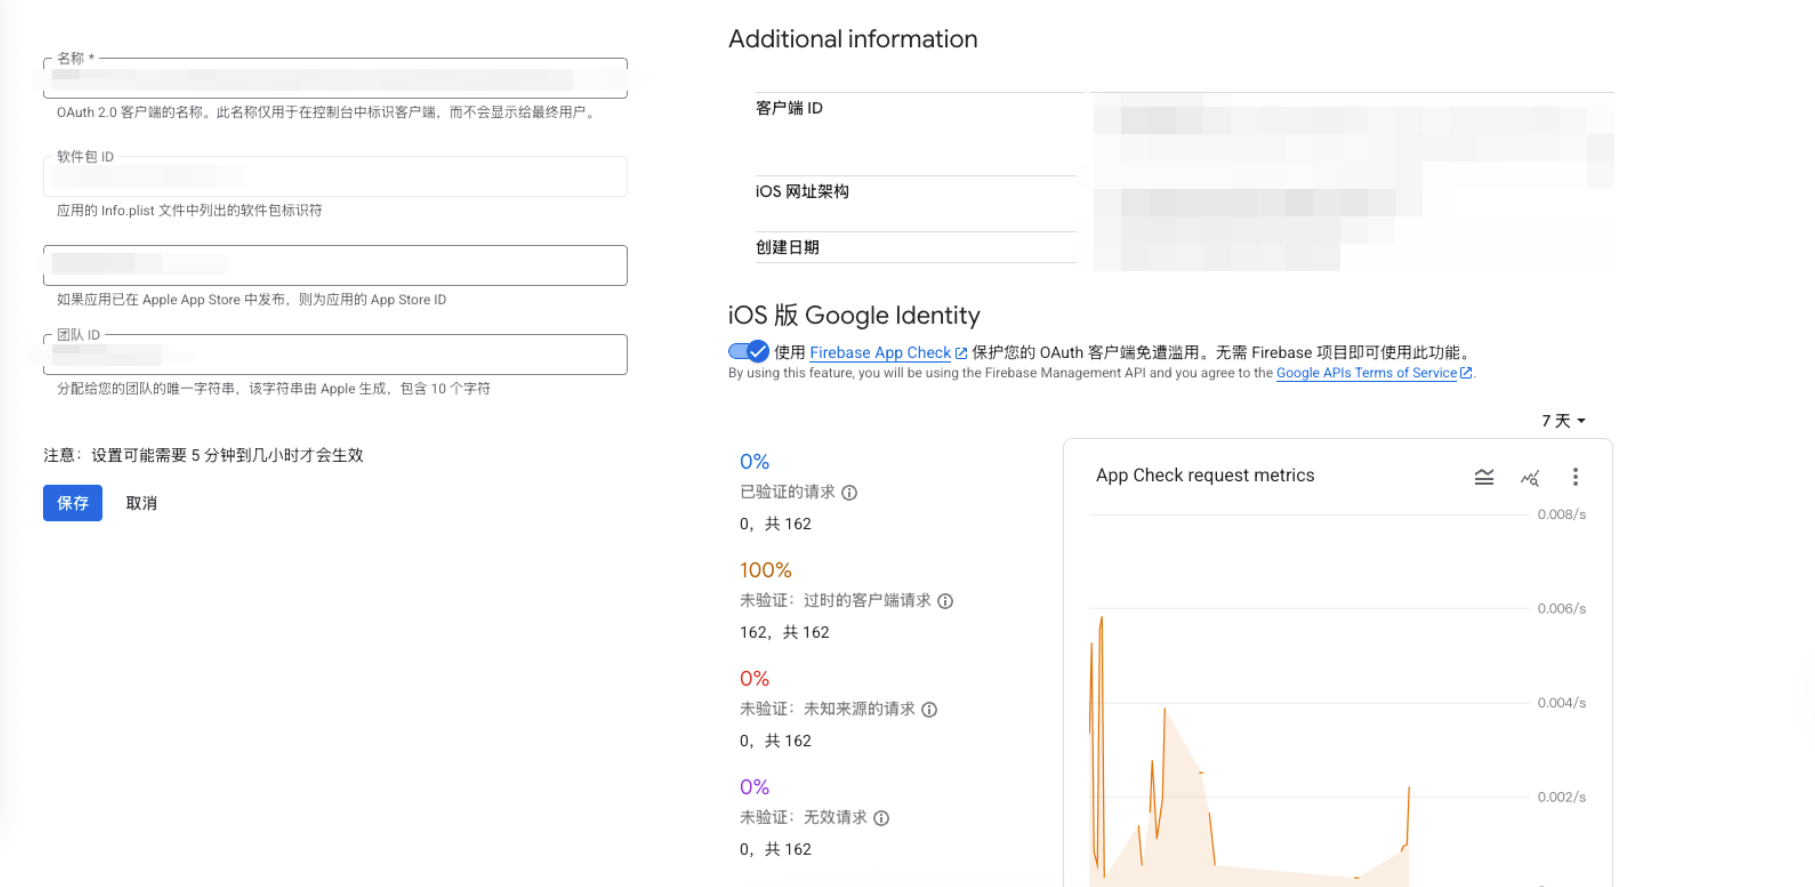 名称 *
OAuth 2.0 客户端的名称。此名称仅用于在控制台中标识客户端，而不会显示给最终用户。
软件包 ID
应用的 Info.plist 文件中列出的软件包标识符
如果应用已在 Apple App Store 中发布，则为应用的 App Store ID
团队 ID
分配给您的团队的唯一字符串，该字符串由 Apple 生成，包含 10 个字符
注意：设置可能需要 5 分钟到几小时才会生效
保存 取消
Additional information
客户端 ID
iOS 网址架构
创建日期
iOS 版 Google Identity
使用 Firebase App Check 保护您的 OAuth 客户端免遭滥用。无需 Firebase 项目即可使用此功能。
By using this feature, you will be using the Firebase Management API and you agree to the Google APIs Terms of Service.
7 天
0%
已验证的请求
0，共 162
100%
未验证：过时的客户端请求
162，共 162
0%
未验证：未知来源的请求
0，共 162
0%
未验证：无效请求
0，共 162
App Check request metrics
0.008/s
0.006/s
0.004/s
0.002/s